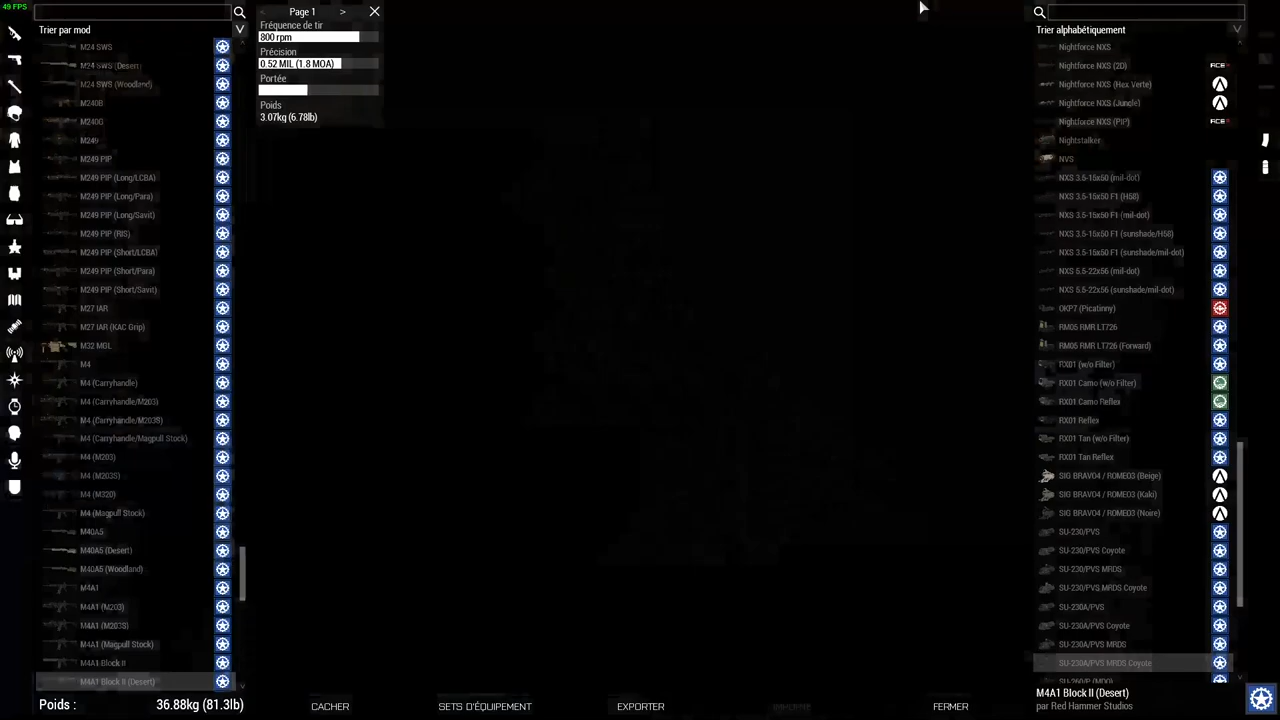 49 FPS
Trier par mod
M24 SWS
M24 SWS (Desert)
M24 SWS (Woodland)
M240B
M240G
M249
M249 PIP
M249 PIP (Long/LCBA)
M249 PIP (Long/Para)
M249 PIP (Long/Savit)
M249 PIP (RIS)
M249 PIP (Short/LCBA)
M249 PIP (Short/Para)
M249 PIP (Short/Savit)
M27 IAR
M27 IAR (KAC Grip)
M32 MGL
M4
M4 (Carryhandle)
M4 (Carryhandle/M203)
M4 (Carryhandle/M203S)
M4 (Carryhandle/Magpull Stock)
M4 (M203)
M4 (M203S)
M4 (M320)
M4 (Magpull Stock)
M40A5
M40A5 (Desert)
M40A5 (Woodland)
M4A1
M4A1 (M203)
M4A1 (M203S)
M4A1 (Magpull Stock)
M4A1 Block II
M4A1 Block II (Desert)
Poids : 36.88kg (81.3lb)
< Page 1 >
Fréquence de tir
800 rpm
Précision
0.52 MIL (1.8 MOA)
Portée
Poids
3.07kg (6.78lb)
CACHER
SETS D'ÉQUIPEMENT
EXPORTER
IMPORTER
FERMER
Trier alphabétiquement
Nightforce NXS
Nightforce NXS (2D)
ACE
Nightforce NXS (Hex Verte)
Nightforce NXS (Jungle)
Nightforce NXS (PIP)
ACE
Nightstalker
NVS
NXS 3.5-15x50 (mil-dot)
NXS 3.5-15x50 F1 (H58)
NXS 3.5-15x50 F1 (mil-dot)
NXS 3.5-15x50 F1 (sunshade/H58)
NXS 3.5-15x50 F1 (sunshade/mil-dot)
NXS 5.5-22x56 (mil-dot)
NXS 5.5-22x56 (sunshade/mil-dot)
OKP7 (Picatinny)
RM05 RMR LT726
RM05 RMR LT726 (Forward)
RX01 (w/o Filter)
RX01 Camo (w/o Filter)
RX01 Camo Reflex
RX01 Reflex
RX01 Tan (w/o Filter)
RX01 Tan Reflex
SIG BRAVO4 / ROMEO3 (Beige)
SIG BRAVO4 / ROMEO3 (Kaki)
SIG BRAVO4 / ROMEO3 (Noire)
SU-230/PVS
SU-230/PVS Coyote
SU-230/PVS MRDS
SU-230/PVS MRDS Coyote
SU-230A/PVS
SU-230A/PVS Coyote
SU-230A/PVS MRDS
SU-230A/PVS MRDS Coyote
SU-260/P (MDO)
M4A1 Block II (Desert)
par Red Hammer Studios